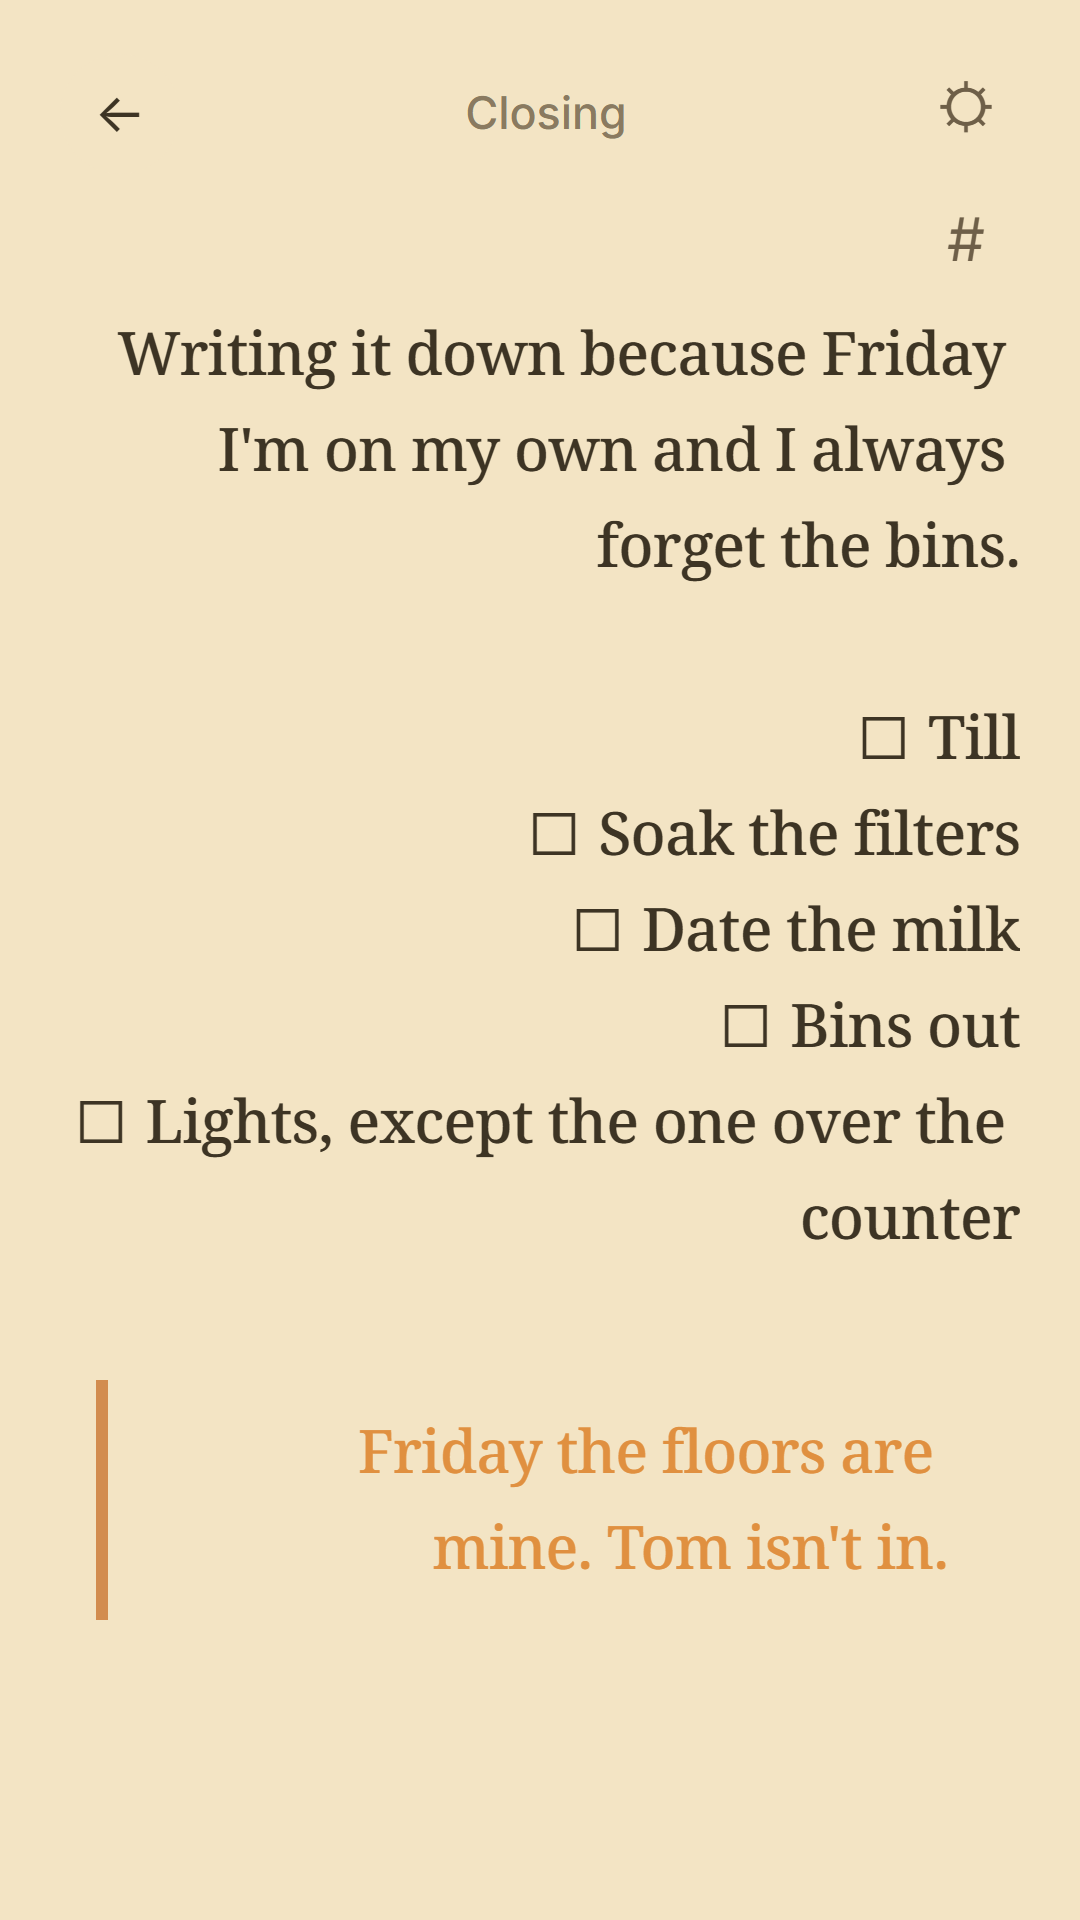 Closing
#
Writing it down because Friday
I'm on my own and I always
forget the bins.
☐ Till
☐ Soak the filters
☐ Date the milk
☐ Bins out
☐ Lights, except the one over the
counter
Friday the floors are
mine. Tom isn't in.